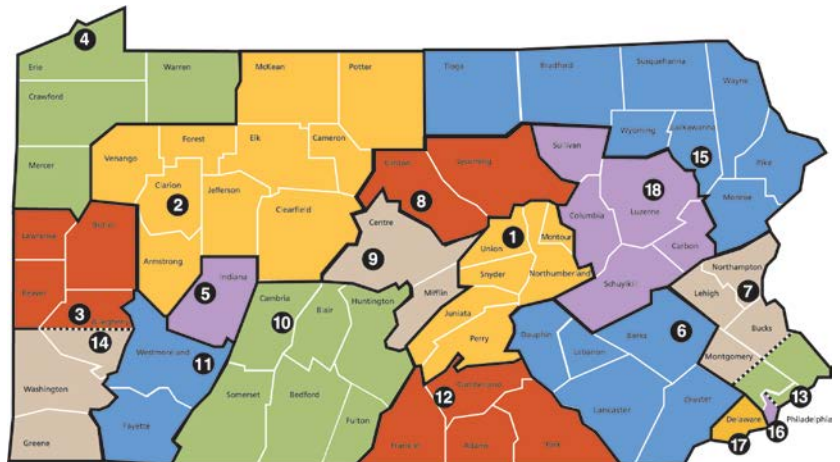 4
Erie
Warren
McKean
Potter
Tioga
Bradford
Susquehanna
Wayne
Crawford
Forest
Elk
Cameron
Wyoming
Lackawanna
Mercer
Venango
Clinton
Lycoming
Sullivan
15
Pike
Clarion
2
Jefferson
Clearfield
8
Centre
18
Luzerne
Columbia
Monroe
Lawrence
Butler
9
Union
1
Montour
Carbon
Armstrong
Indiana
5
Snyder
Northumberland
Northampton
Beaver
3
Allegheny
Cambria
10
Blair
Huntington
Mifflin
Schuylkill
Lehigh
7
14
Westmoreland
11
Juniata
Perry
Dauphin
Berks
6
Bucks
Lebanon
Montgomery
Washington
Somerset
Bedford
Cumberland
12
Chester
13
Fayette
Fulton
Lancaster
Delaware
Philadelphia
Greene
Franklin
Adams
York
17
16